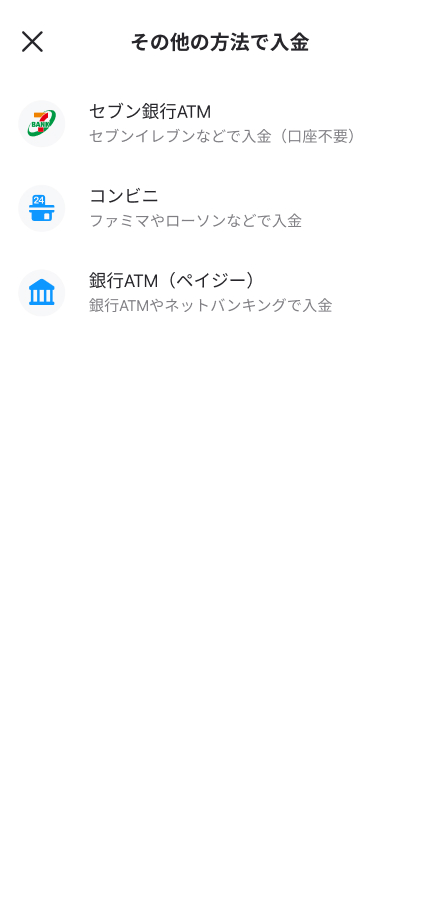 その他の方法で入金
セブン銀行ATM
セブンイレブンなどで入金（口座不要）
コンビニ
ファミマやローソンなどで入金
銀行ATM（ペイジー）
銀行ATMやネットバンキングで入金
7
BANK
24